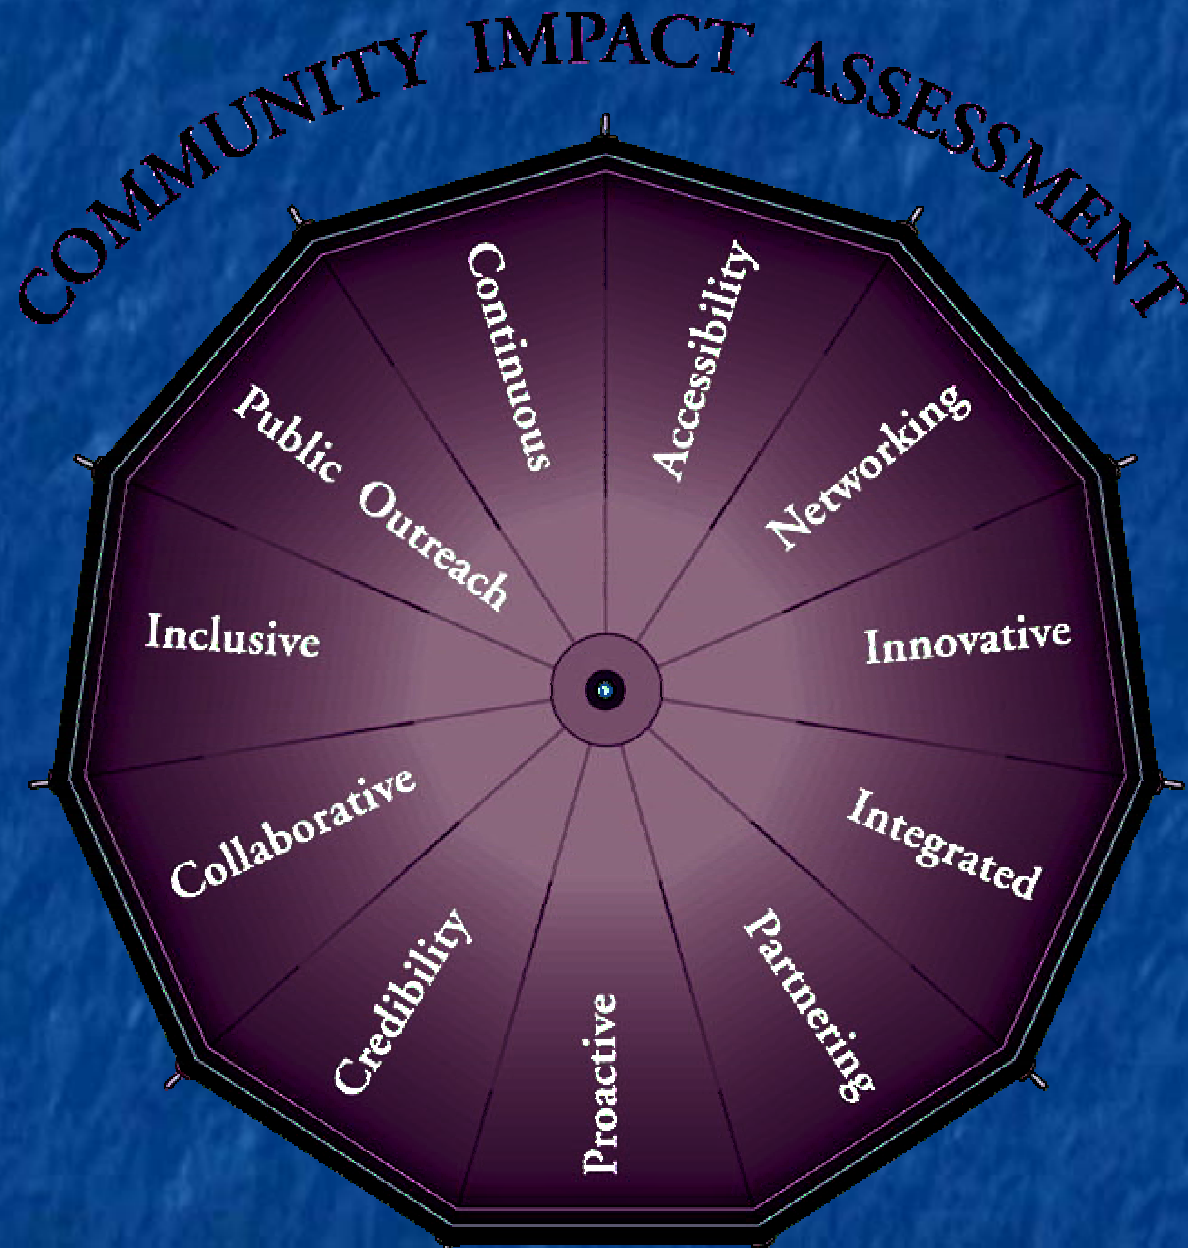 COMMUNITY IMPACT ASSESSMENT
Accessibility
Networking
Innovative
Integrated
Partnering
Proactive
Credibility
Collaborative
Inclusive
Public Outreach
Continuous